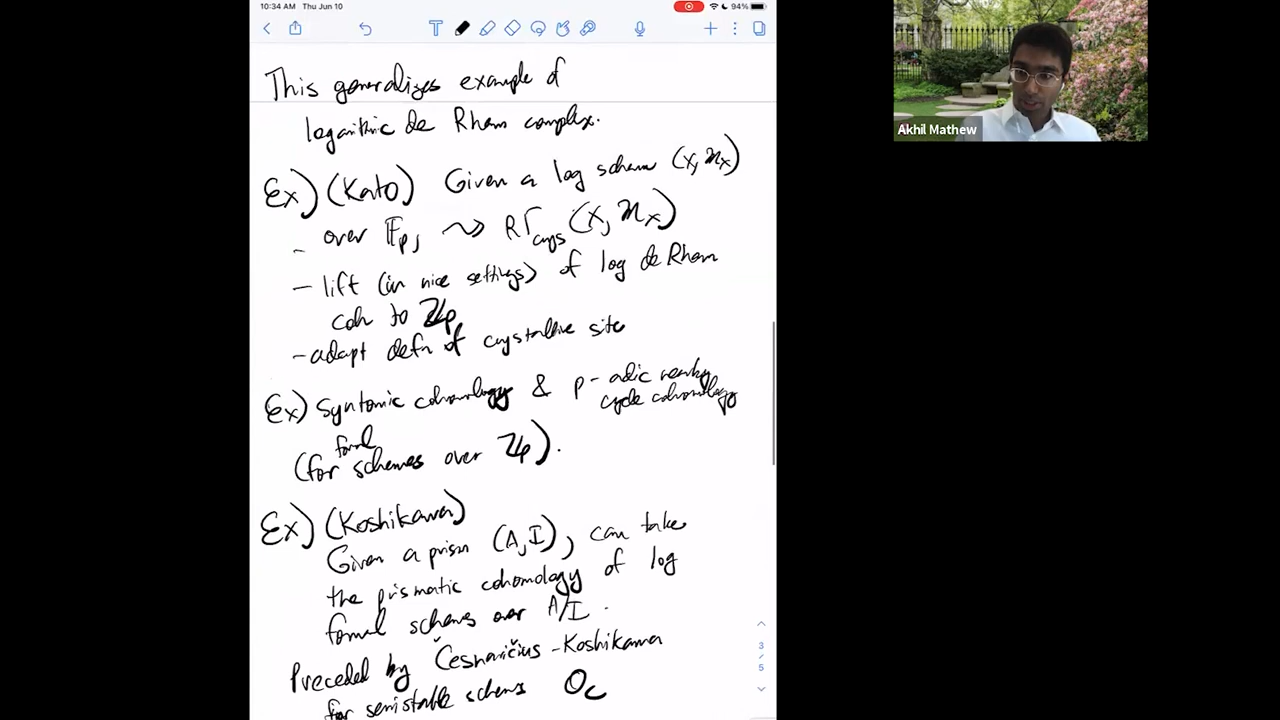 10:34 AM Thu Jun 10
94%
This generalizes example of
logarithmic de Rham complex.
Ex) (Kato) Given a log scheme (X, M_X)
- over 𝔽_p, ⇝ RΓ_crys (X, M_X)
- lift (in nice settings) of log de Rham
coh to ℤ_p
- adapt defn of crystalline site
Ex) Syntomic cohomology & p-adic nearby
cycle cohomology
(for formal schemes over ℤ_p).
Ex) (Koshikawa)
Given a prism (A, I), can take
the prismatic cohomology of log
formal schemes over A/I.
Preceded by Česnavičius - Koshikawa
for semistable schemes O_C
3
/
5
Akhil Mathew